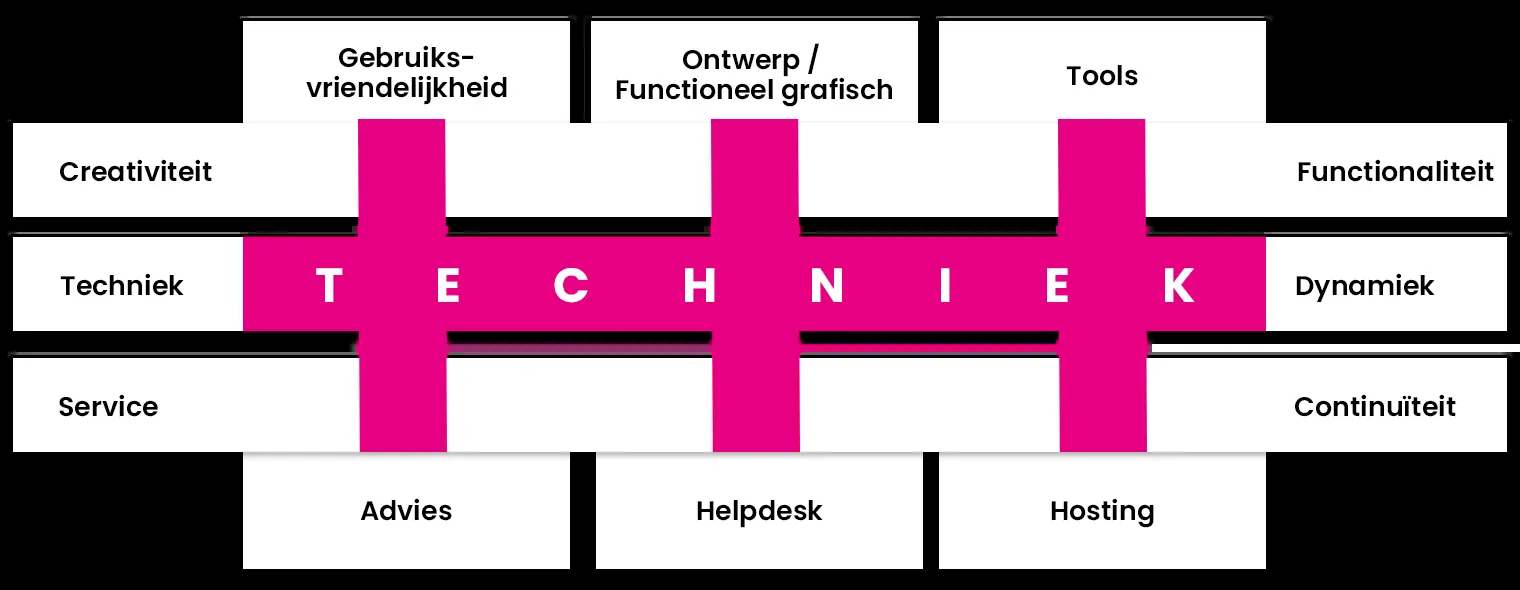 Gebruiks-
vriendelijkheid
Ontwerp /
Functioneel grafisch
Tools
Creativiteit
Functionaliteit
Techniek
T E C H N I E K
Dynamiek
Service
Continuïteit
Advies
Helpdesk
Hosting